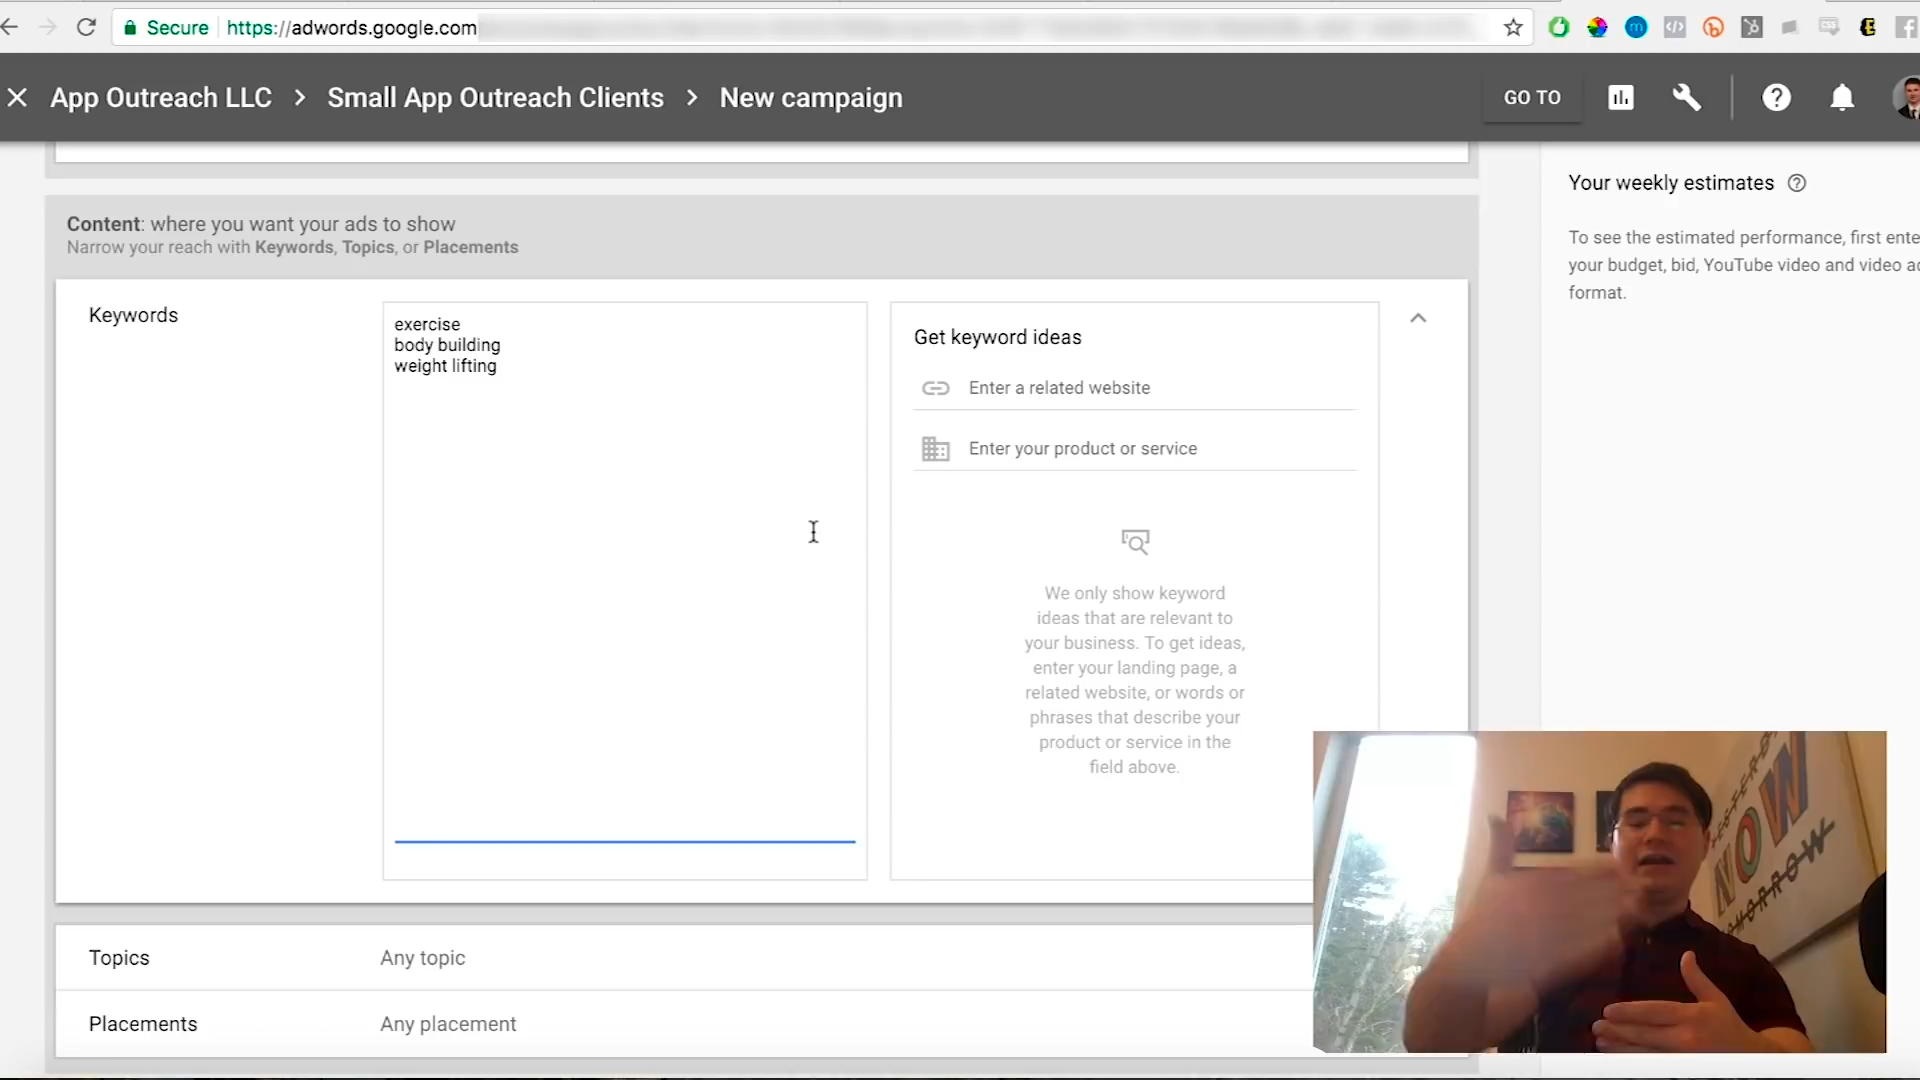 Secure https://adwords.google.com
App Outreach LLC > Small App Outreach Clients > New campaign
GO TO
Your weekly estimates
To see the estimated performance, first ente
your budget, bid, YouTube video and video a
format.
Content: where you want your ads to show
Narrow your reach with Keywords, Topics, or Placements
Keywords
exercise
body building
weight lifting
Get keyword ideas
Enter a related website
Enter your product or service
We only show keyword
ideas that are relevant to
your business. To get ideas,
enter your landing page, a
related website, or words or
phrases that describe your
product or service in the
field above.
Topics
Any topic
Placements
Any placement
NOW